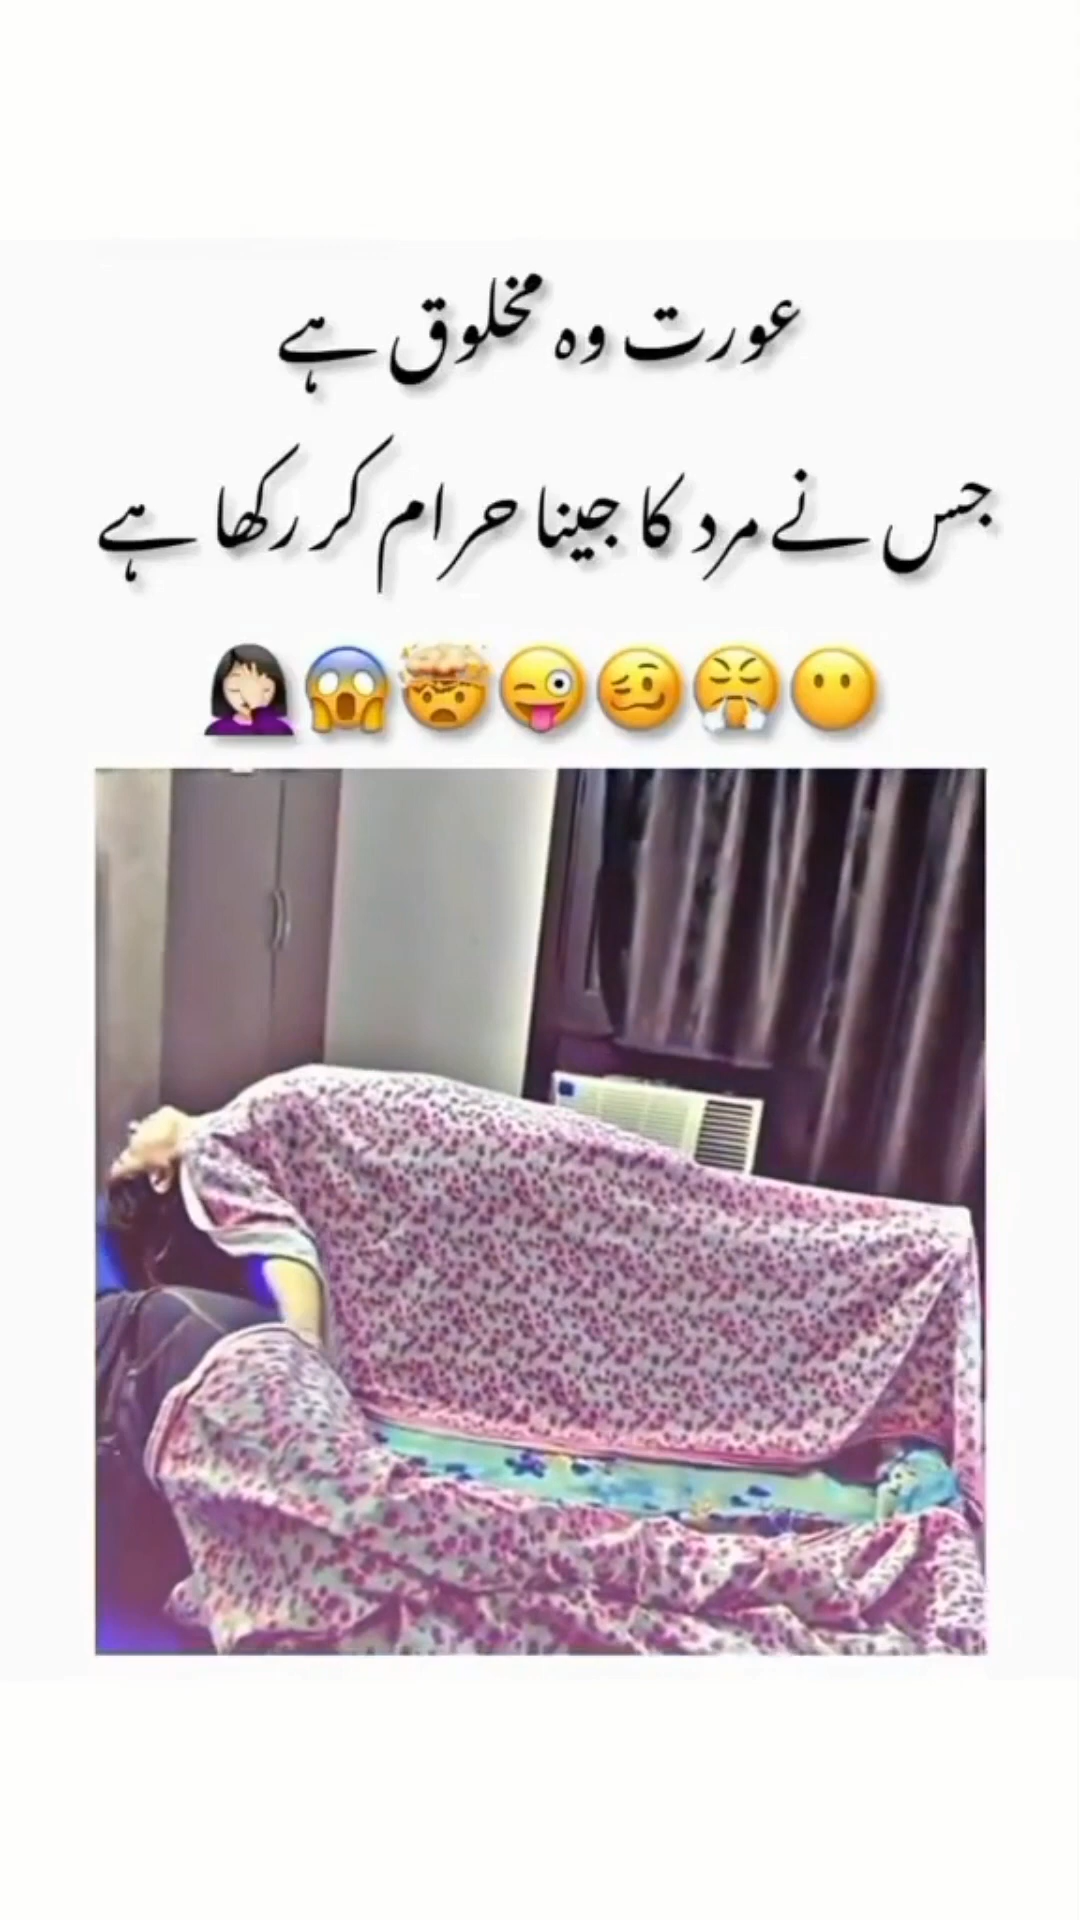 عورت وہ مخلوق ہے
جس نے مرد کا جینا حرام کر رکھا ہے